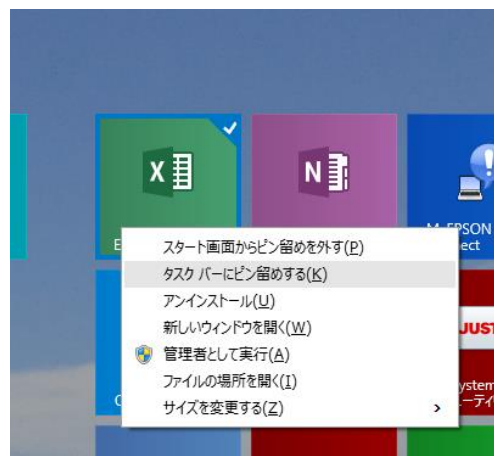 X
N
スタート画面からピン留めを外す(P)
タスク バーにピン留めする(K)
アンインストール(U)
新しいウィンドウを開く(W)
管理者として実行(A)
ファイルの場所を開く(I)
サイズを変更する(Z)
JUST